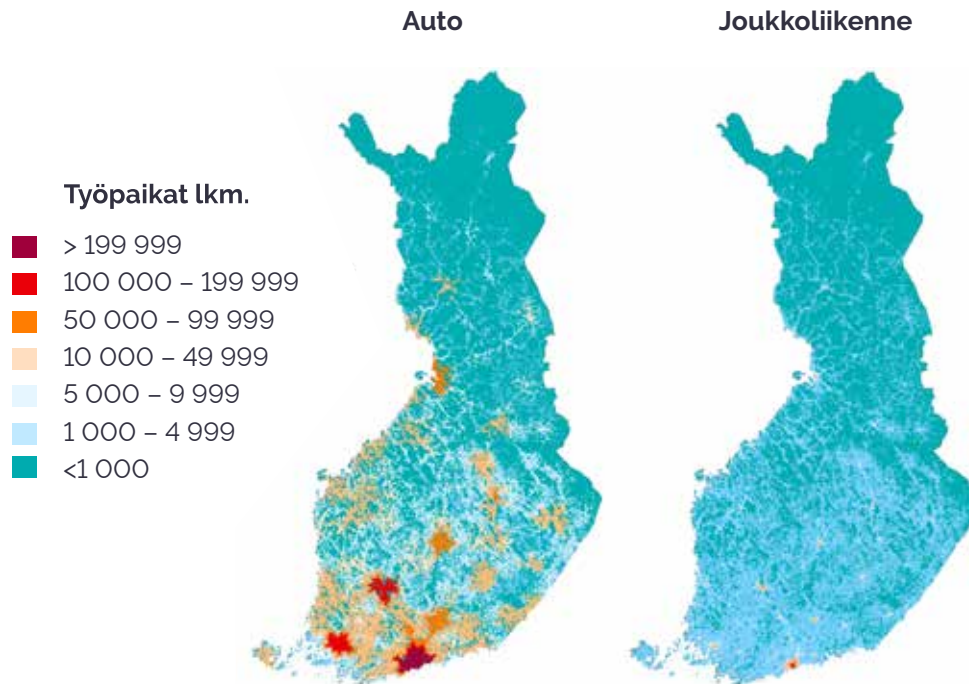 Auto
Joukkoliikenne
Työpaikat lkm.
> 199 999
100 000 – 199 999
50 000 – 99 999
10 000 – 49 999
5 000 – 9 999
1 000 – 4 999
<1 000